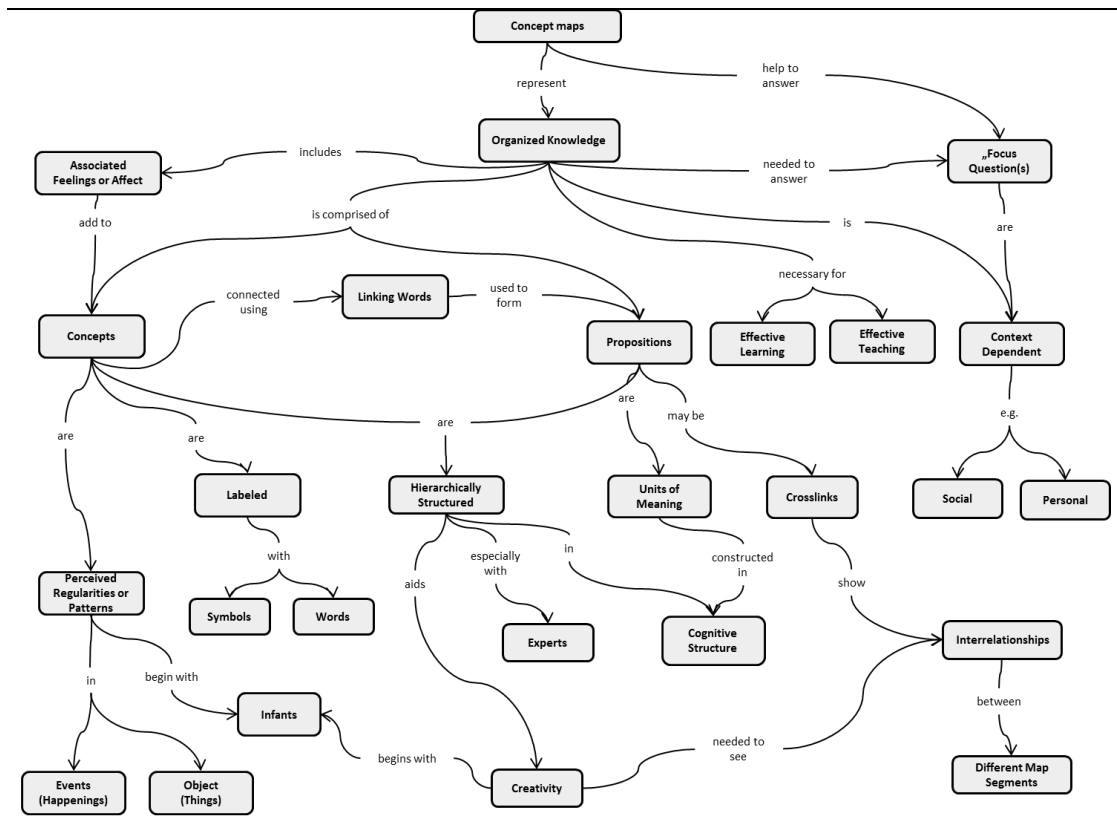 Concept maps
represent
help to
answer
Organized Knowledge
Associated
Feelings or Affect
includes
needed to
answer
„Focus
Question(s)
add to
is comprised of
is
are
necessary for
connected
using
Linking Words
used to
form
Concepts
Propositions
Effective
Learning
Effective
Teaching
Context
Dependent
are
are
are
are
may be
e.g.
Labeled
Hierarchically
Structured
Units of
Meaning
Crosslinks
Social
Personal
with
aids
especially
with
in
constructed
in
show
Perceived
Regularities or
Patterns
Symbols
Words
Experts
Cognitive
Structure
Interrelationships
in
begin with
Infants
between
begins with
needed to
see
Events
(Happenings)
Object
(Things)
Creativity
Different Map
Segments